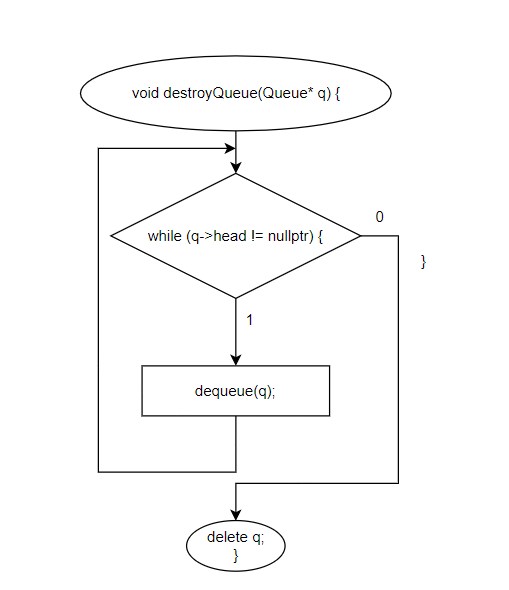 void destroyQueue(Queue* q) {
while (q->head != nullptr) {
0
}
1
dequeue(q);
delete q;
}